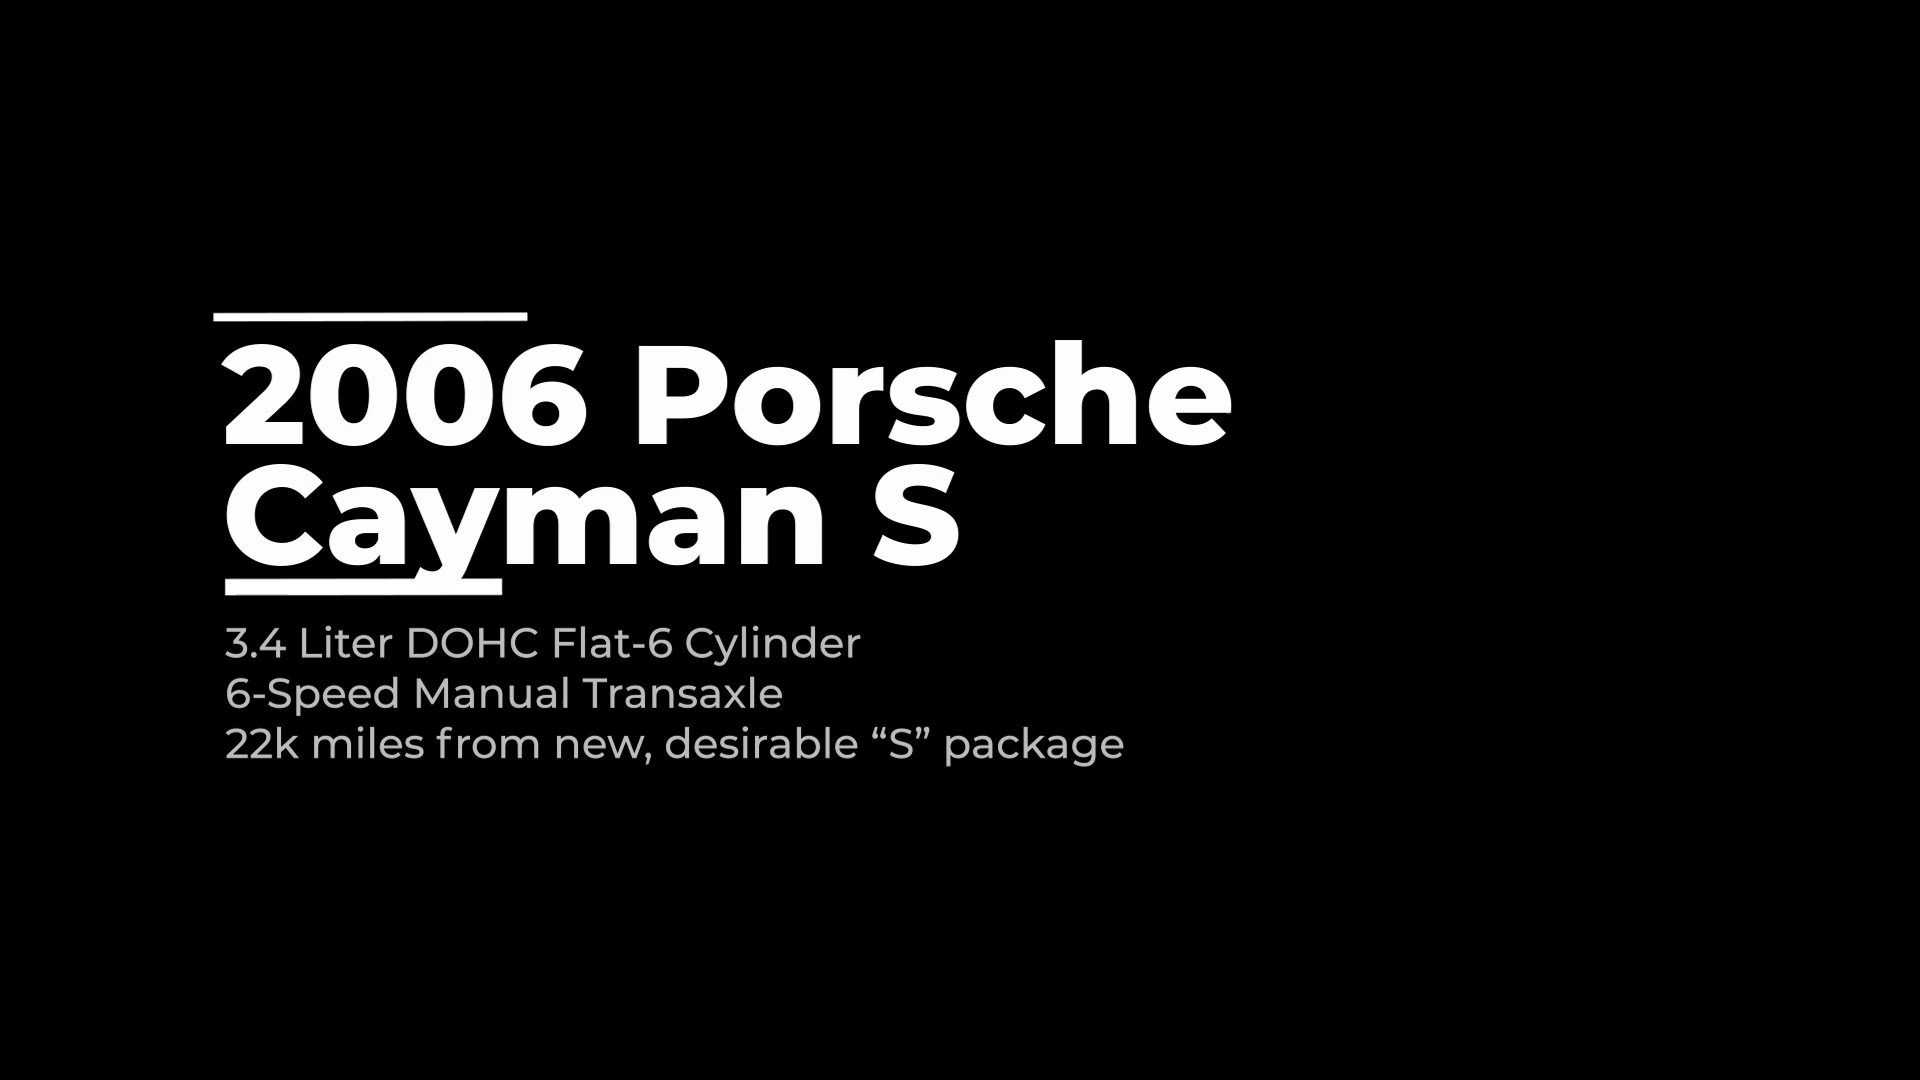 2006 Porsche
Cayman S
3.4 Liter DOHC Flat-6 Cylinder
6-Speed Manual Transaxle
22k miles from new, desirable “S” package